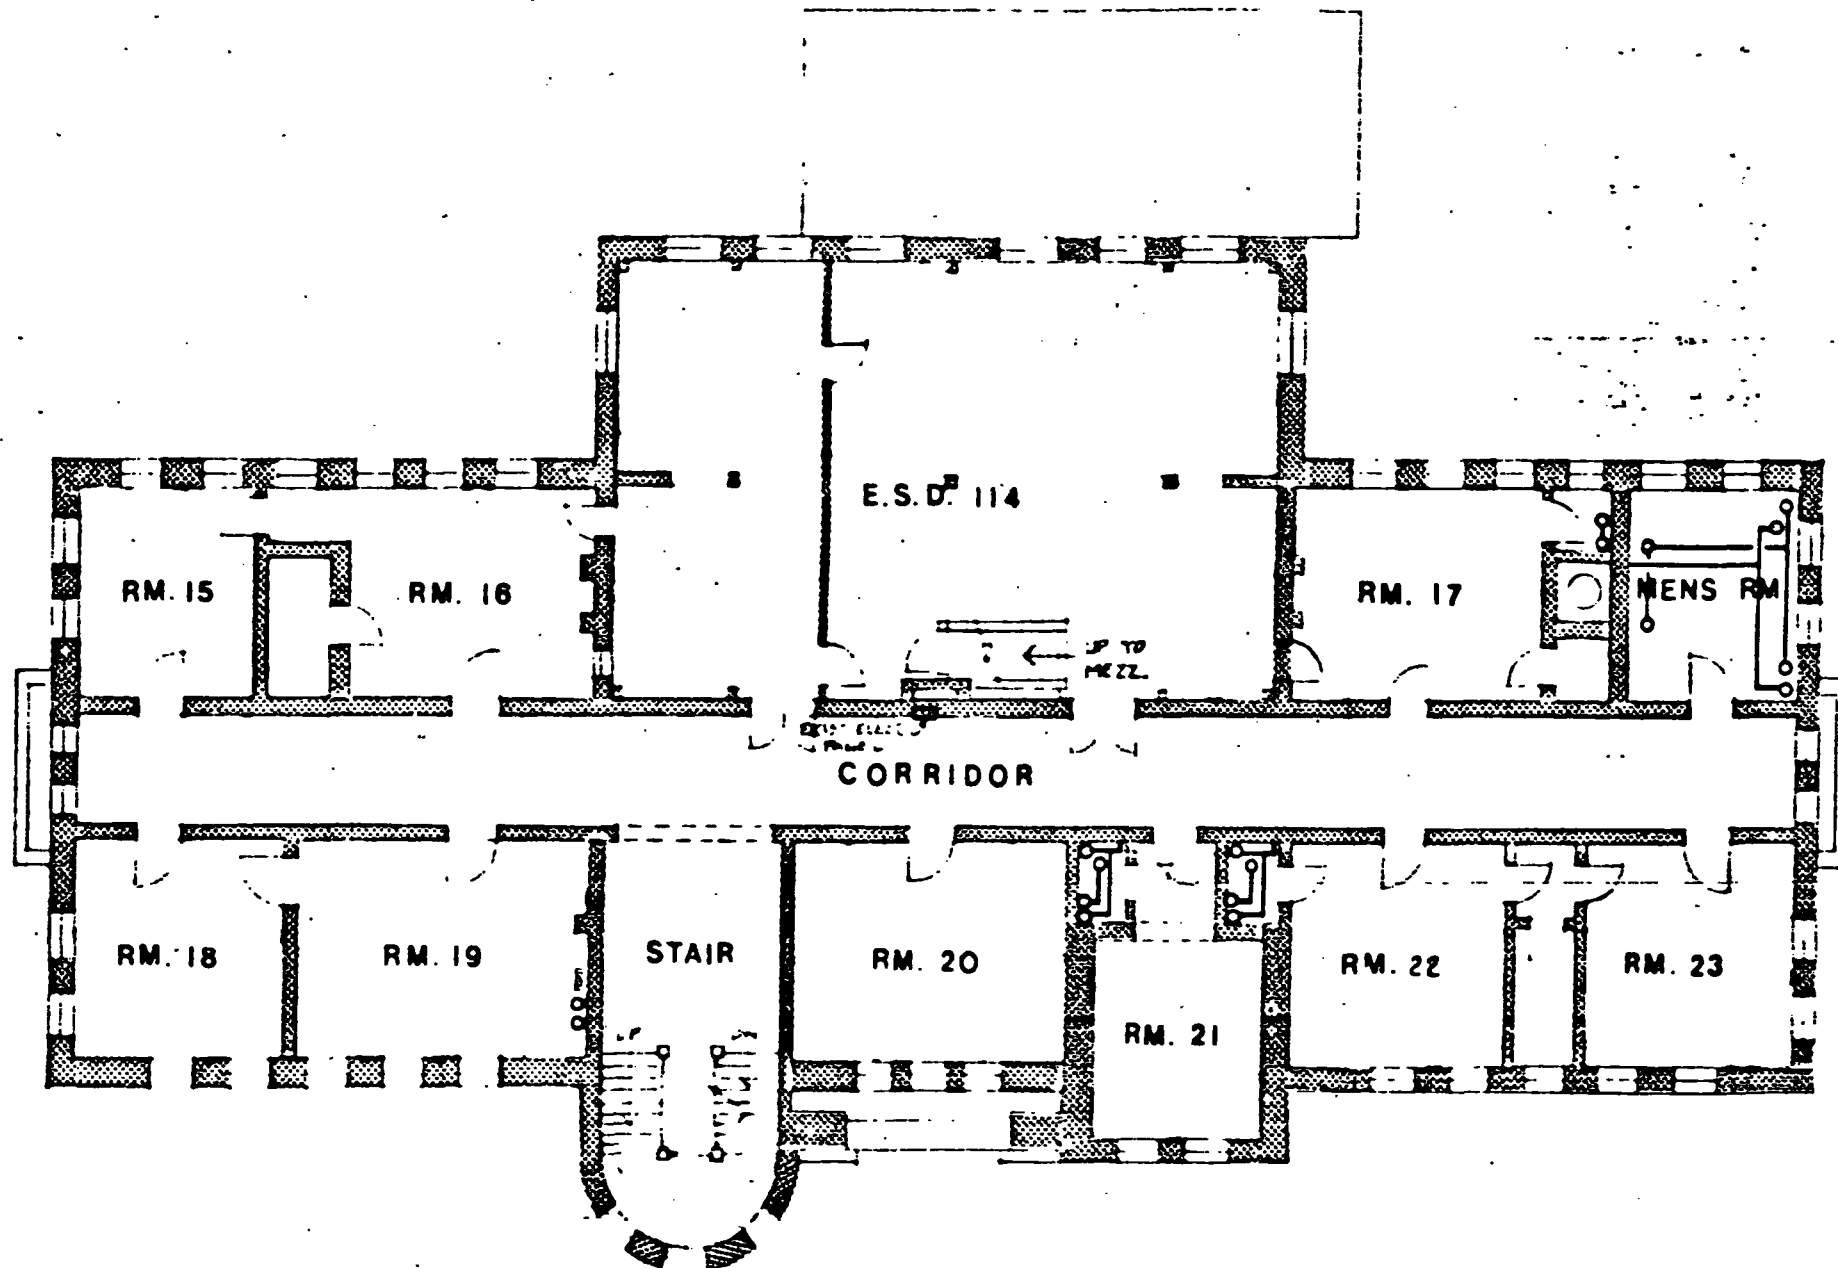 E.S.D. 114
RM. 15
RM. 16
RM. 17
MENS RM
UP TO
MEZZ.
CORRIDOR
RM. 18
RM. 19
STAIR
RM. 20
RM. 21
RM. 22
RM. 23
UP